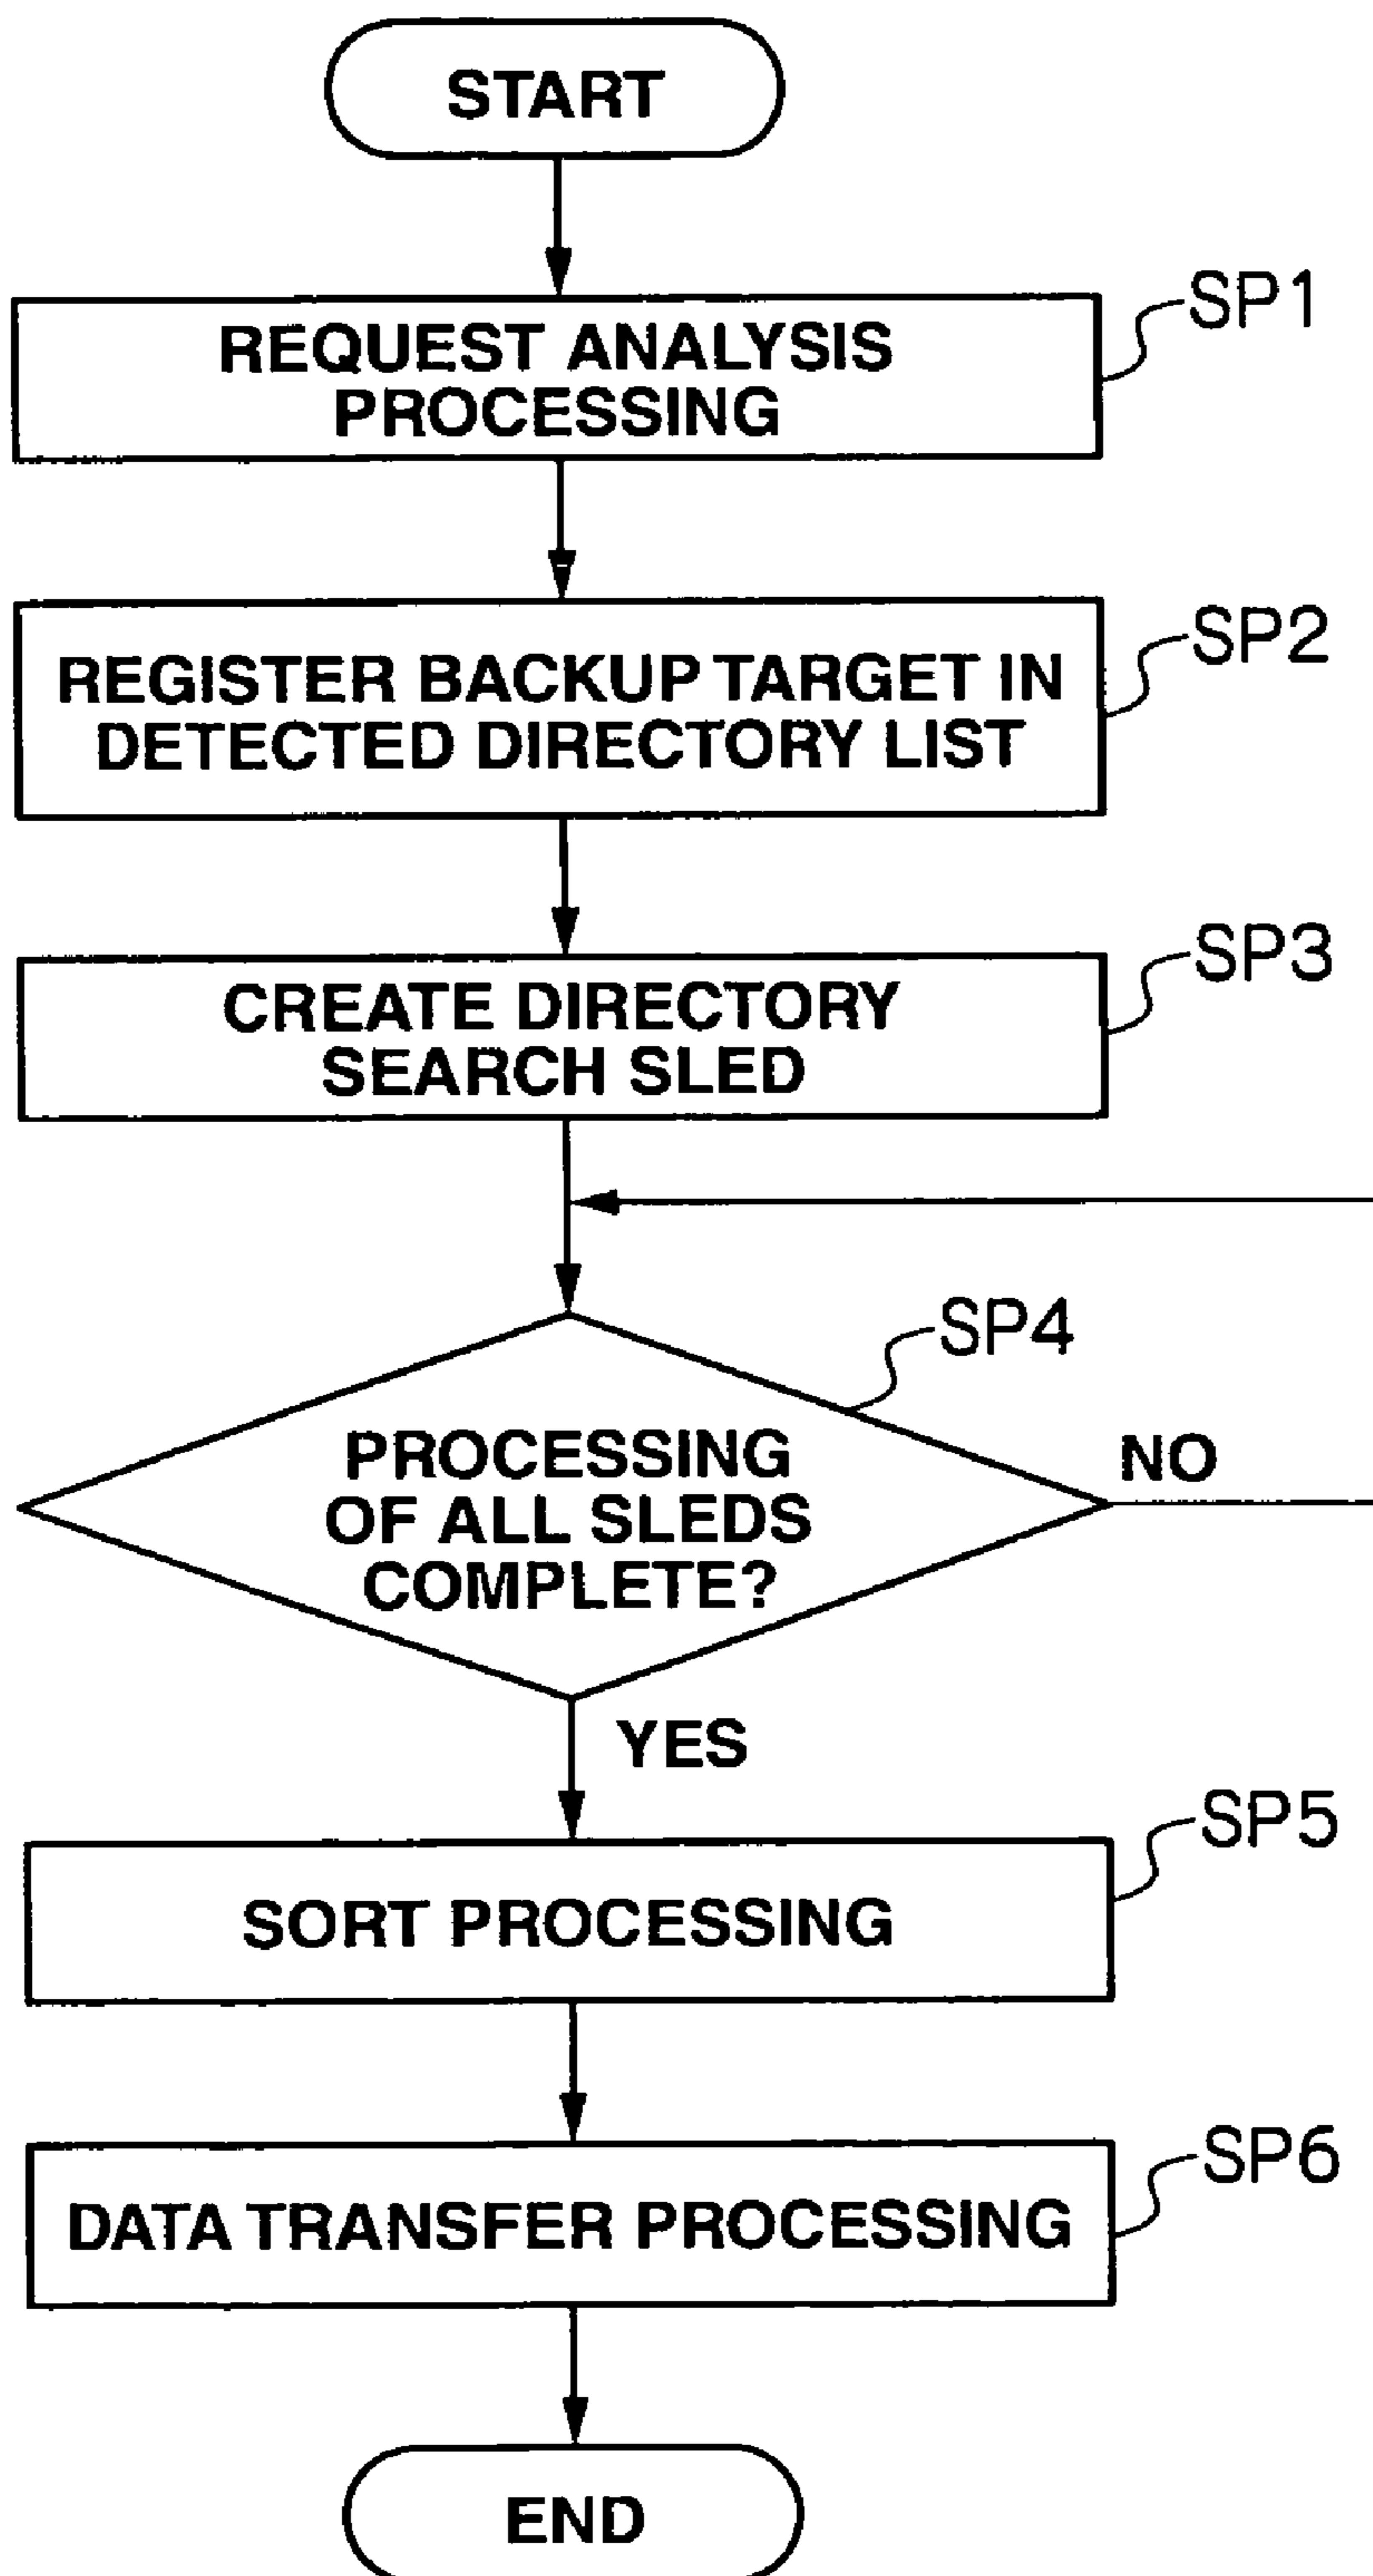 START
SP1
REQUEST ANALYSIS
PROCESSING
SP2
REGISTER BACKUP TARGET IN
DETECTED DIRECTORY LIST
SP3
CREATE DIRECTORY
SEARCH SLED
SP4
PROCESSING
OF ALL SLEDS
COMPLETE?
NO
YES
SP5
SORT PROCESSING
SP6
DATA TRANSFER PROCESSING
END